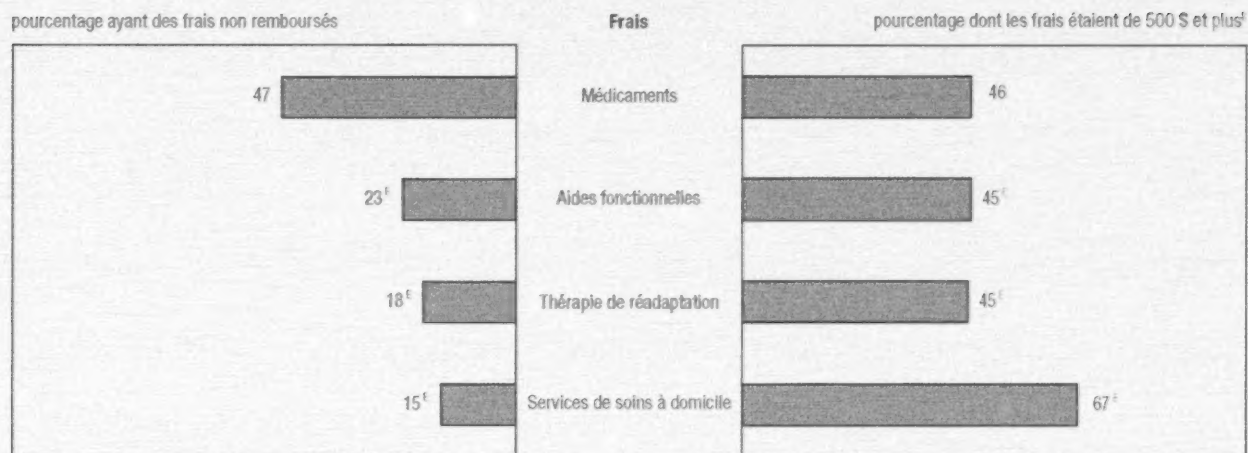 pourcentage ayant des frais non remboursés Frais pourcentage dont les frais étaient de 500 $ et plus‡
47 Médicaments 46
23 E Aides fonctionnelles 45 E
18 E Thérapie de réadaptation 45 E
15 E Services de soins à domicile 67 E